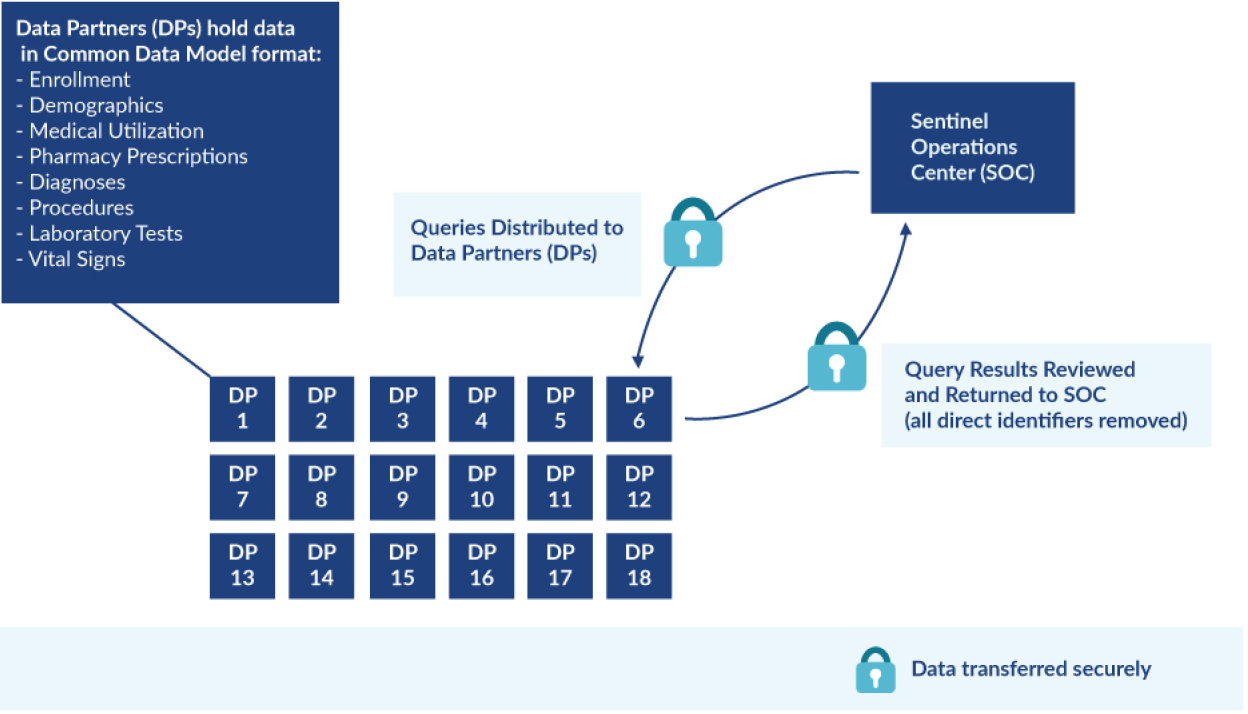 Data Partners (DPs) hold data
in Common Data Model format:
- Enrollment
- Demographics
- Medical Utilization
- Pharmacy Prescriptions
- Diagnoses
- Procedures
- Laboratory Tests
- Vital Signs
Sentinel
Operations
Center (SOC)
Queries Distributed to
Data Partners (DPs)
Query Results Reviewed
and Returned to SOC
(all direct identifiers removed)
DP
1
DP
2
DP
3
DP
4
DP
5
DP
6
DP
7
DP
8
DP
9
DP
10
DP
11
DP
12
DP
13
DP
14
DP
15
DP
16
DP
17
DP
18
Data transferred securely